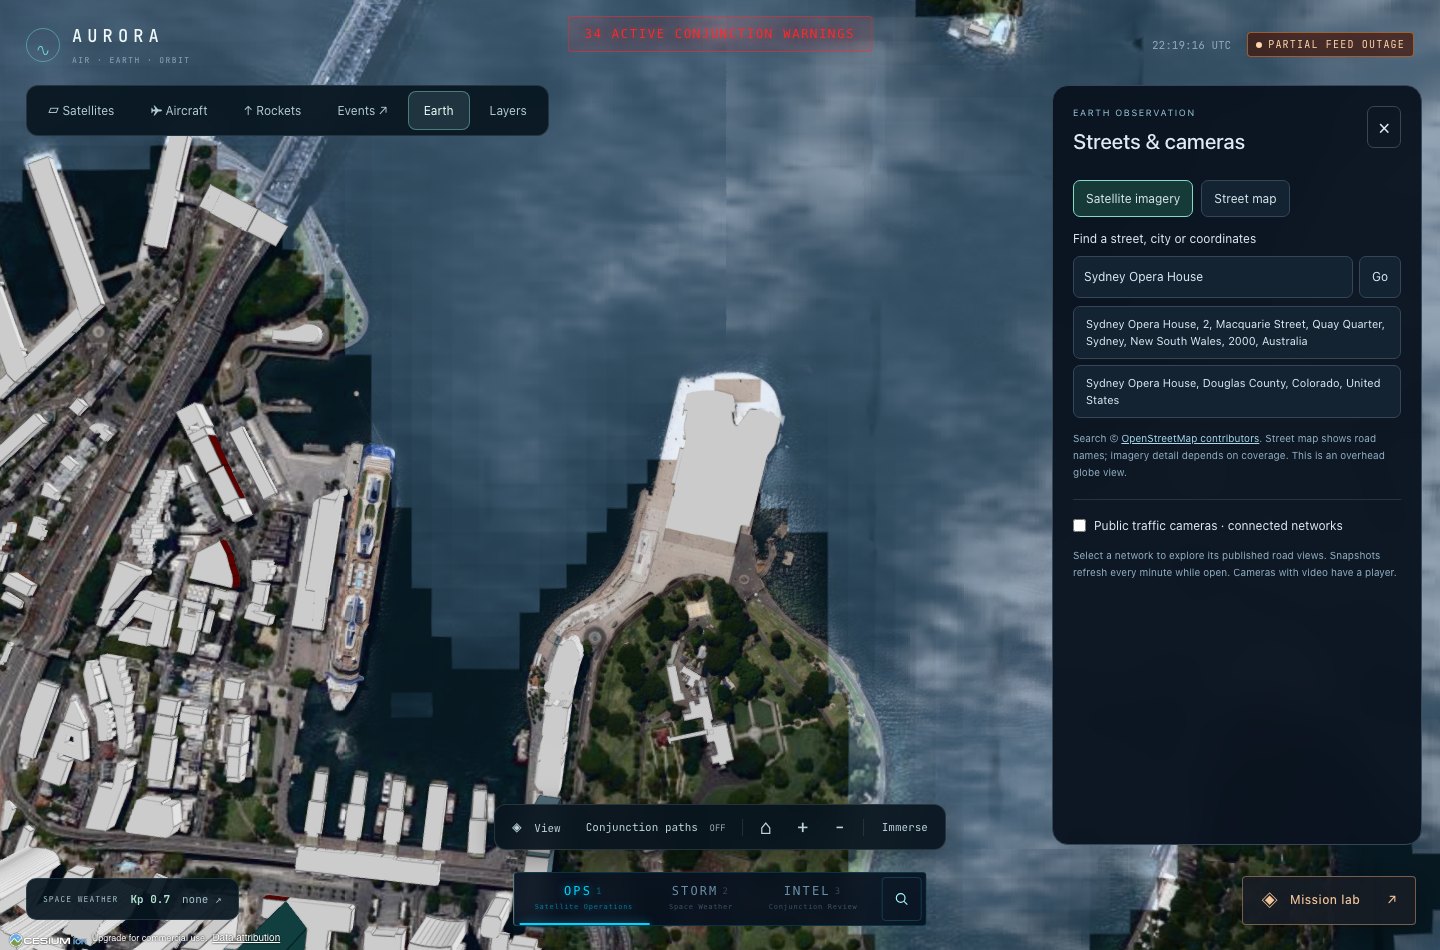 AURORA
AIR · EARTH · ORBIT
34 ACTIVE CONJUNCTION WARNINGS
22:19:16 UTC
PARTIAL FEED OUTAGE
Satellites
Aircraft
↑ Rockets
Events ↗
Earth
Layers
EARTH OBSERVATION
Streets & cameras
✕
Satellite imagery
Street map
Find a street, city or coordinates
Sydney Opera House
Go
Sydney Opera House, 2, Macquarie Street, Quay Quarter,
Sydney, New South Wales, 2000, Australia
Sydney Opera House, Douglas County, Colorado, United
States
Search © OpenStreetMap contributors. Street map shows road
names; imagery detail depends on coverage. This is an overhead
globe view.
Public traffic cameras · connected networks
Select a network to explore its published road views. Snapshots
refresh every minute while open. Cameras with video have a player.
View
Conjunction paths OFF
+
−
Immerse
OPS 1
Satellite Operations
STORM 2
Space Weather
INTEL 3
Conjunction Review
SPACE WEATHER Kp 0.7 none ↗
Mission lab ↗
CESIUM ion Upgrade for commercial use. Data attribution